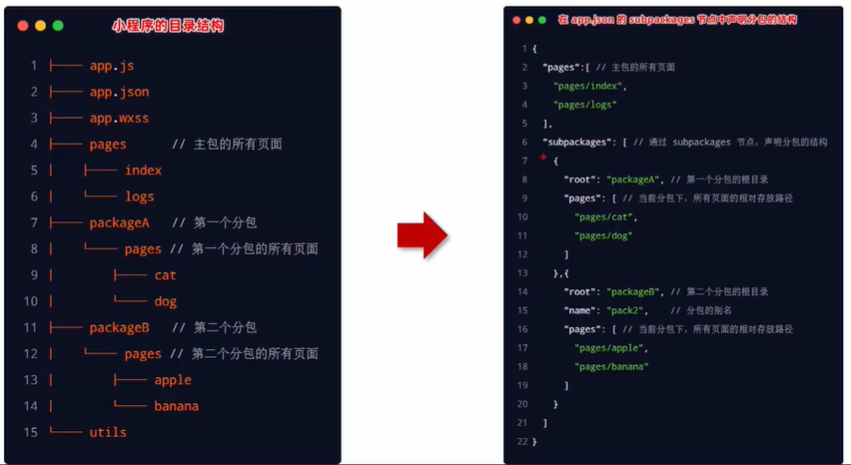 小程序的目录结构
1 ├── app.js
2 ├── app.json
3 ├── app.wxss
4 ├── pages // 主包的所有页面
5 │ ├── index
6 │ └── logs
7 ├── packageA // 第一个分包
8 │ └── pages // 第一个分包的所有页面
9 │ ├── cat
10 │ └── dog
11 ├── packageB // 第二个分包
12 │ └── pages // 第二个分包的所有页面
13 │ ├── apple
14 │ └── banana
15 └── utils
在 app.json 的 subpackages 节点中声明分包的结构
1 {
2 "pages":[ // 主包的所有页面
3 "pages/index",
4 "pages/logs"
5 ],
6 "subpackages": [ // 通过 subpackages 节点，声明分包的结构
7 {
8 "root": "packageA", // 第一个分包的根目录
9 "pages": [ // 当前分包下，所有页面的相对存放路径
10 "pages/cat",
11 "pages/dog"
12 ]
13 },{
14 "root": "packageB", // 第二个分包的根目录
15 "name": "pack2", // 分包的别名
16 "pages": [ // 当前分包下，所有页面的相对存放路径
17 "pages/apple",
18 "pages/banana"
19 ]
20 }
21 ]
22 }